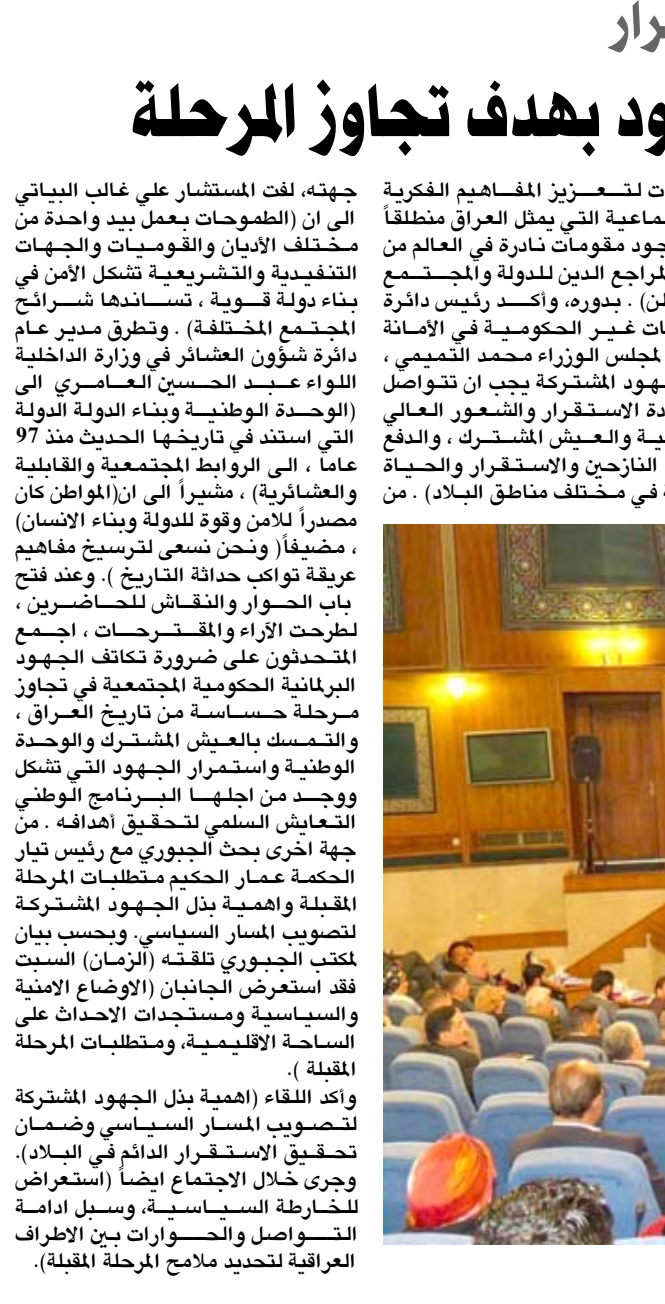 ـرار
ـود بهدف تجاوز المرحلة
ـات لتعزيز المفاهيم الفكرية
ـماعية التي يمثل العراق منطلقاً
ـجود مقومات نادرة في العالم من
لمراجع الدين للدولة والمجتمع
ـلن) . بدوره، وأكد رئيس دائرة
ـات غير الحكومية في الأمانة
لمجلس الوزراء محمد التميمي ،
ـهود المشتركة يجب ان تتواصل
ـدة الاستقرار والشعور العالي
ـية والعيش المشترك ، والدفع
النازحين والاستقرار والحياة
ـة في مختلف مناطق البلاد) . من
جهته، لفت المستشار علي غالب البياتي
الى ان (الطموحات بعمل بيد واحدة من
مختلف الأديان والقوميات والجهات
التنفيدية والتشريعية تشكل الأمن في
بناء دولة قوية ، تساندها شرائح
المجتمع المختلفة) . وتطرق مدير عام
دائرة شؤون العشائر في وزارة الداخلية
اللواء عبد الحسين العامري الى
(الوحدة الوطنية وبناء الدولة الدولة
التي استند في تاريخها الحديث منذ 97
عاما ، الى الروابط المجتمعية والقابلية
والعشائرية) ، مشيراً الى ان(المواطن كان
مصدراً للامن وقوة للدولة وبناء الانسان)
، مضيفاً( ونحن نسعى لترسيخ مفاهيم
عريقة تواكب حداثة التاريخ ). وعند فتح
باب الحوار والنقاش للحاضرين ،
لطرحت الآراء والمقترحات ، اجمع
المتحدثون على ضرورة تكاتف الجهود
البرلمانية الحكومية المجتمعية في تجاوز
مرحلة حساسة من تاريخ العراق ،
والتمسك بالعيش المشترك والوحدة
الوطنية واستمرار الجهود التي تشكل
ووجد من اجلها البرنامج الوطني
التعايش السلمي لتحقيق أهدافه . من
جهة اخرى بحث الجبوري مع رئيس تيار
الحكمة عمار الحكيم متطلبات المرحلة
المقبلة واهمية بذل الجهود المشتركة
لتصويب المسار السياسي. وبحسب بيان
لمكتب الجبوري تلقته (الزمان) السبت
فقد استعرض الجانبان (الاوضاع الامنية
والسياسية ومستجدات الاحداث على
الساحة الاقليمية، ومتطلبات المرحلة
المقبلة ).
وأكد اللقاء (اهمية بذل الجهود المشتركة
لتصويب المسار السياسي وضمان
تحقيق الاستقرار الدائم في البلاد).
وجرى خلال الاجتماع ايضاً (استعراض
للخارطة السياسية، وسبل ادامة
التواصل والحوارات بين الاطراف
العراقية لتحديد ملامح المرحلة المقبلة).